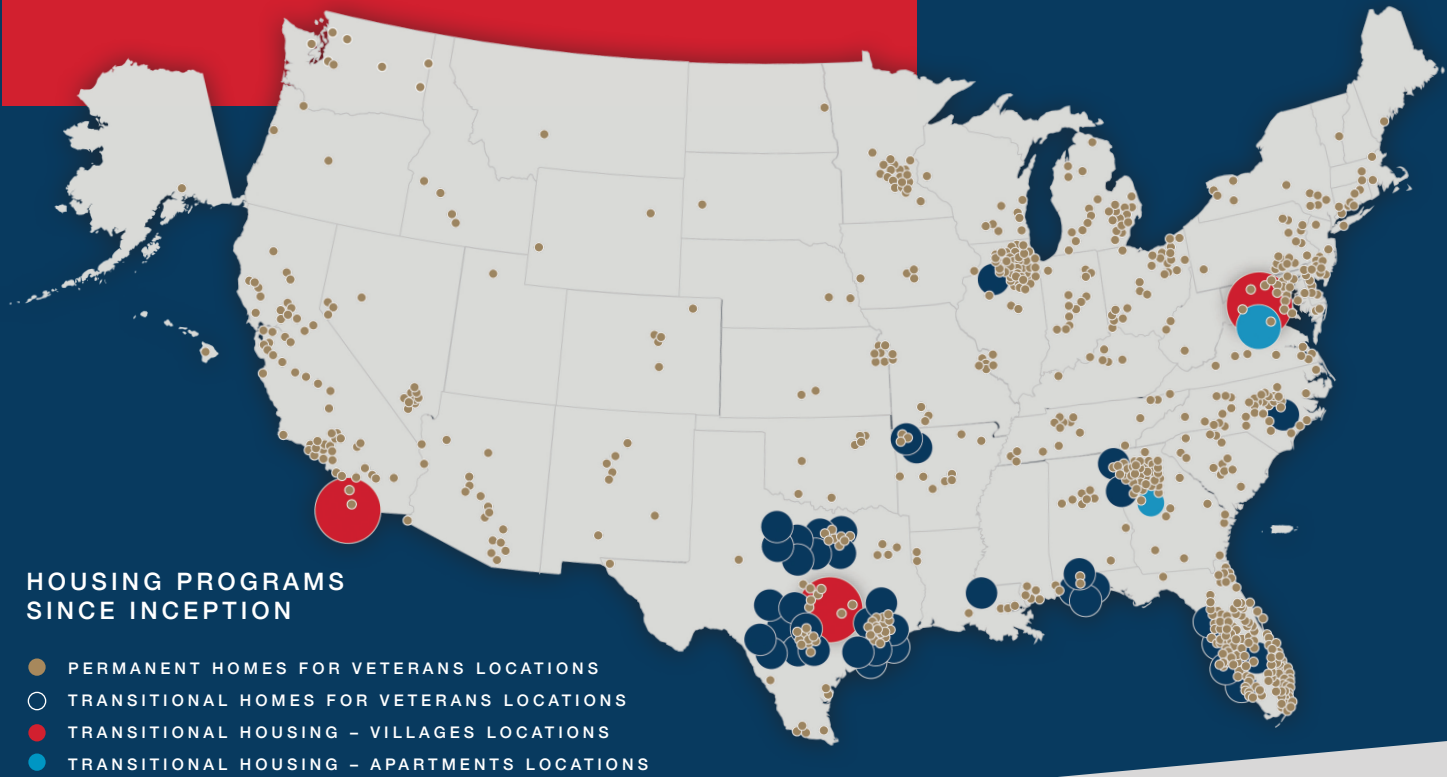 HOUSING PROGRAMS
SINCE INCEPTION
PERMANENT HOMES FOR VETERANS LOCATIONS
TRANSITIONAL HOMES FOR VETERANS LOCATIONS
TRANSITIONAL HOUSING – VILLAGES LOCATIONS
TRANSITIONAL HOUSING – APARTMENTS LOCATIONS